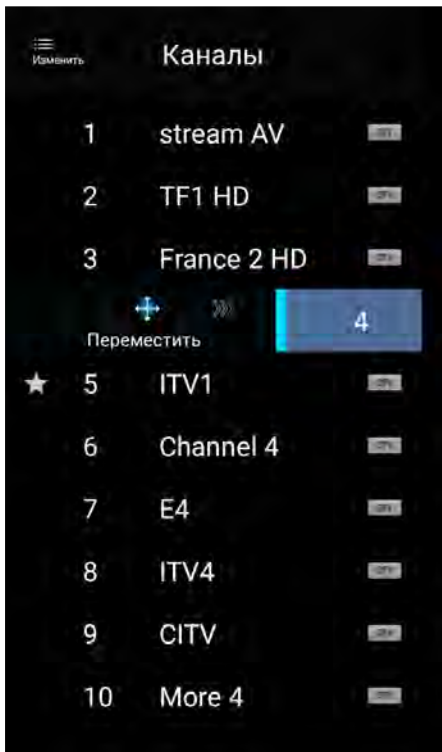 Изменить
Каналы
1 stream AV
2 TF1 HD
3 France 2 HD
Переместить
4
5 ITV1
6 Channel 4
7 E4
8 ITV4
9 CITV
10 More 4